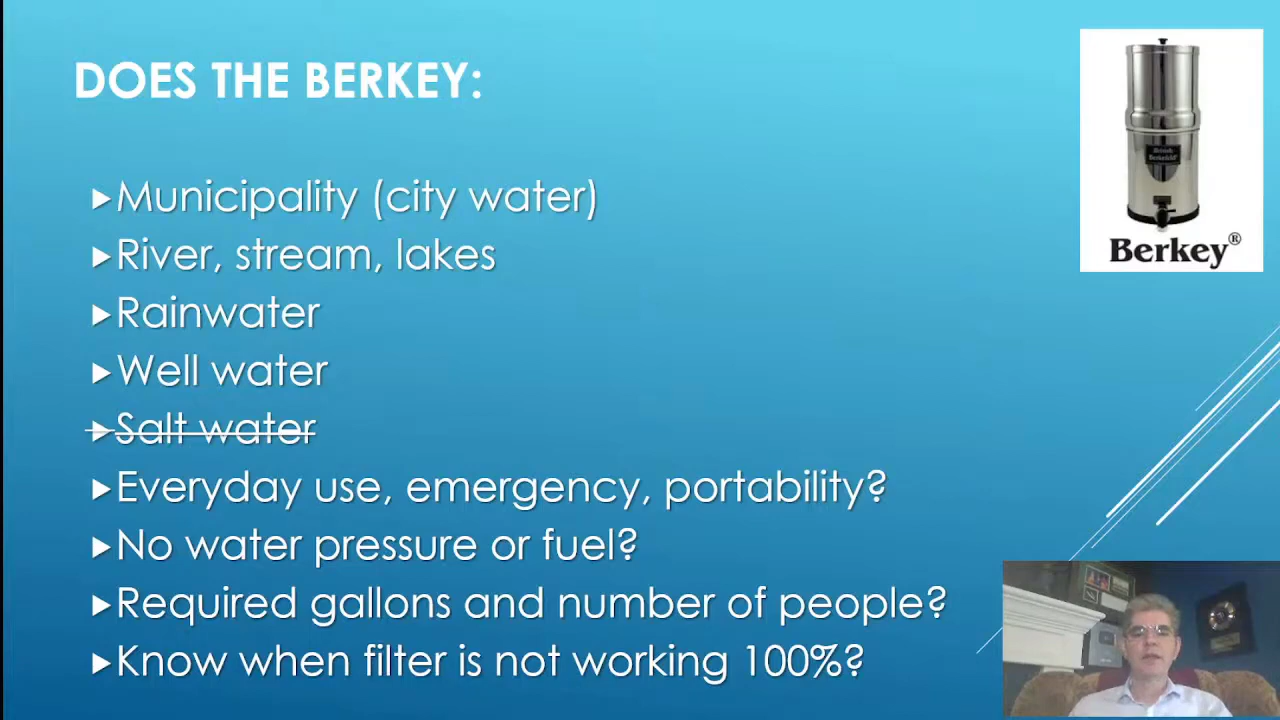 DOES THE BERKEY:
Municipality (city water)
River, stream, lakes
Rainwater
Well water
Salt water
Everyday use, emergency, portability?
No water pressure or fuel?
Required gallons and number of people?
Know when filter is not working 100%?
Berkey®